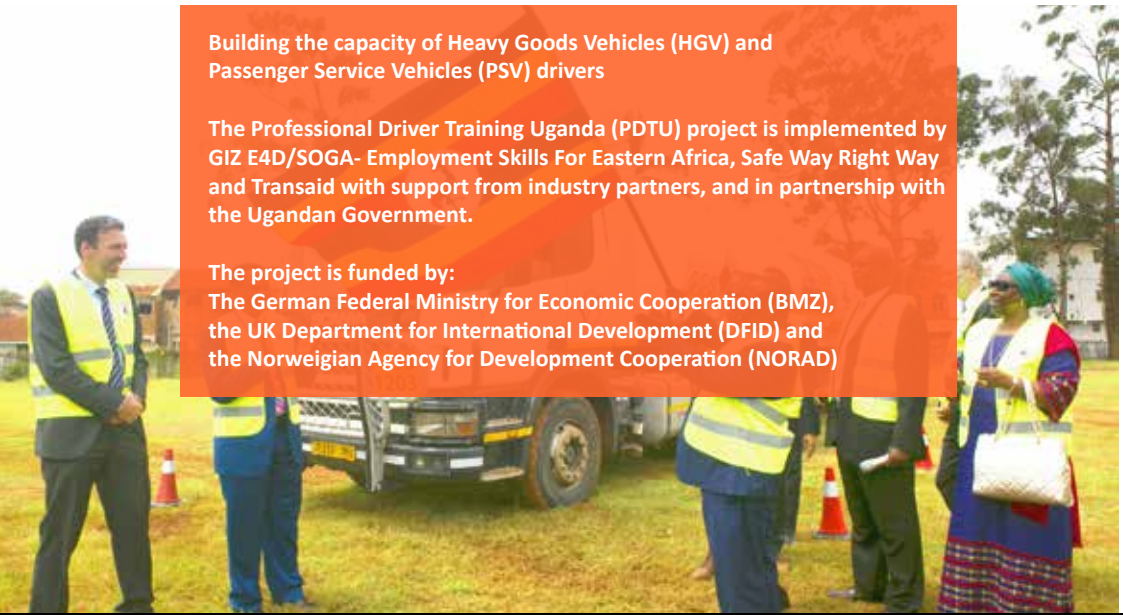 Building the capacity of Heavy Goods Vehicles (HGV) and
Passenger Service Vehicles (PSV) drivers
The Professional Driver Training Uganda (PDTU) project is implemented by
GIZ E4D/SOGA- Employment Skills For Eastern Africa, Safe Way Right Way
and Transaid with support from industry partners, and in partnership with
the Ugandan Government.
The project is funded by:
The German Federal Ministry for Economic Cooperation (BMZ),
the UK Department for International Development (DFID) and
the Norweigian Agency for Development Cooperation (NORAD)